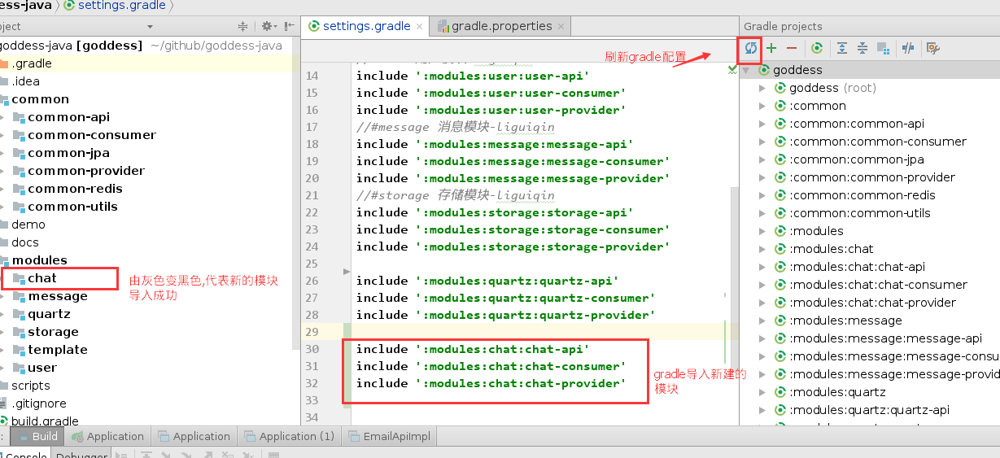 ess-java
settings.gradle
oject
goddess-java [goddess] ~/github/goddess-java
.gradle
.idea
common
common-api
common-consumer
common-jpa
common-provider
common-redis
common-utils
demo
docs
modules
chat
由灰色变黑色,代表新的模块
导入成功
message
quartz
storage
template
user
scripts
.gitignore
build.gradle
settings.gradle
gradle.properties
刷新gradle配置
14 include ':modules:user:user-api'
15 include ':modules:user:user-consumer'
16 include ':modules:user:user-provider'
17 //#message 消息模块-liguiqin
18 include ':modules:message:message-api'
19 include ':modules:message:message-consumer'
20 include ':modules:message:message-provider'
21 //#storage 存储模块-liguiqin
22 include ':modules:storage:storage-api'
23 include ':modules:storage:storage-consumer'
24 include ':modules:storage:storage-provider'
25
26 include ':modules:quartz:quartz-api'
27 include ':modules:quartz:quartz-consumer'
28 include ':modules:quartz:quartz-provider'
29
30 include ':modules:chat:chat-api'
31 include ':modules:chat:chat-consumer'
32 include ':modules:chat:chat-provider'
33
34
gradle导入新建的
模块
Gradle projects
goddess
goddess (root)
:common
:common:common-api
:common:common-consumer
:common:common-jpa
:common:common-provider
:common:common-redis
:common:common-utils
:modules
:modules:chat
:modules:chat:chat-api
:modules:chat:chat-consumer
:modules:chat:chat-provider
:modules:message
:modules:message:message-api
:modules:message:message-consu
:modules:message:message-provid
:modules:quartz
:modules:quartz:quartz-api
: Build Application Application Application (1) EmailApiImpl
Console Debugger